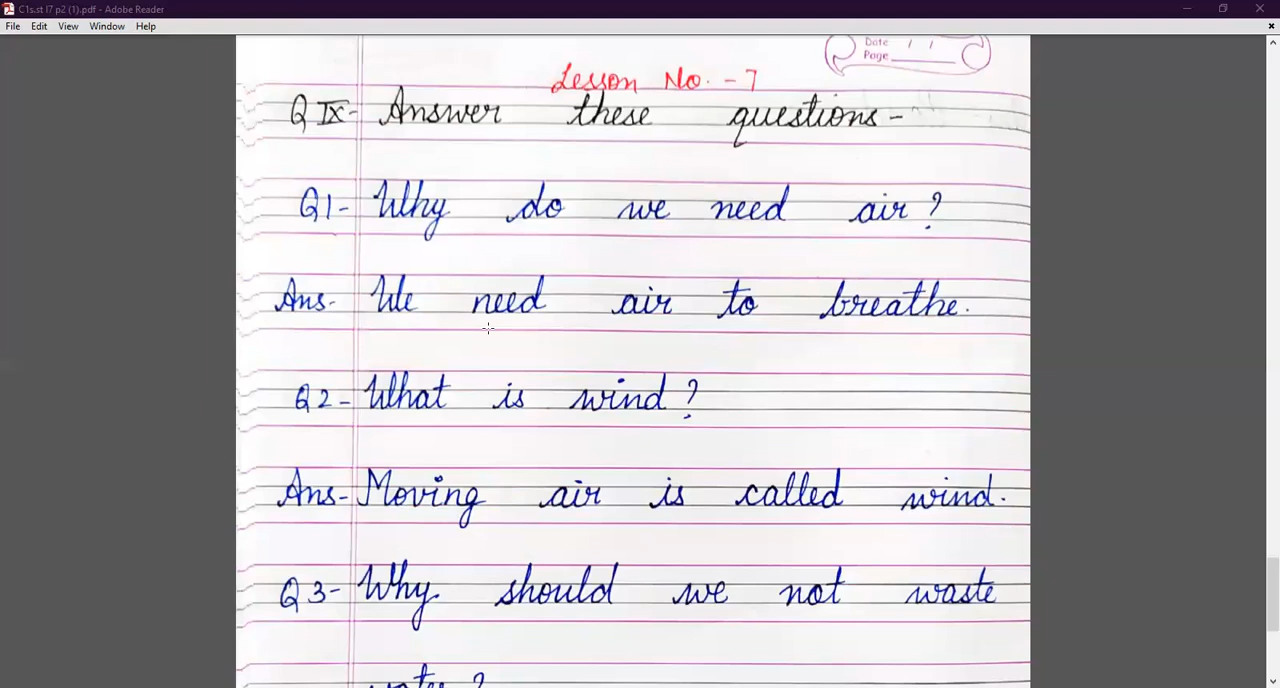 C1s.st l7 p2 (1).pdf - Adobe Reader
File Edit View Window Help
Date / /
Page
Lesson No. - 7
Q IX- Answer these questions-
Q1- Why do we need air?
Ans- We need air to breathe.
Q2- What is wind?
Ans- Moving air is called wind.
Q3- Why should we not waste
water?